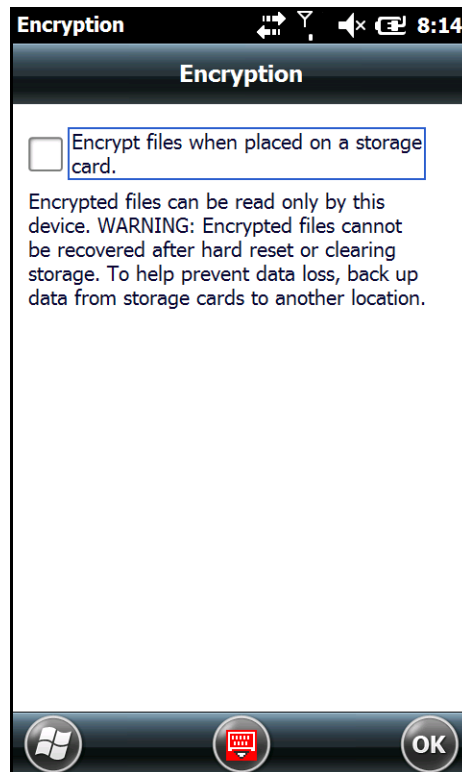 Encryption 8:14
Encryption
Encrypt files when placed on a storage
card.
Encrypted files can be read only by this
device. WARNING: Encrypted files cannot
be recovered after hard reset or clearing
storage. To help prevent data loss, back up
data from storage cards to another location.
OK